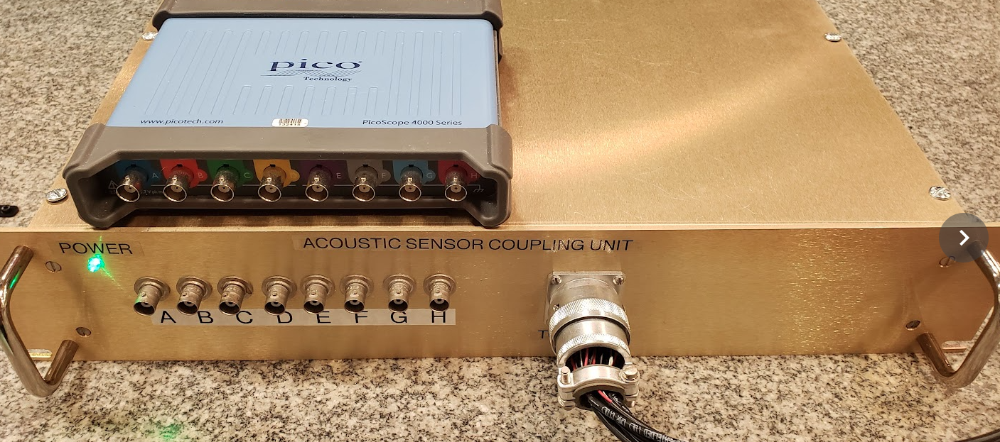 pico
Technology
www.picotech.com
PicoScope 4000 Series
A B C E F G H
POWER
ACOUSTIC SENSOR COUPLING UNIT
A B C D E F G H